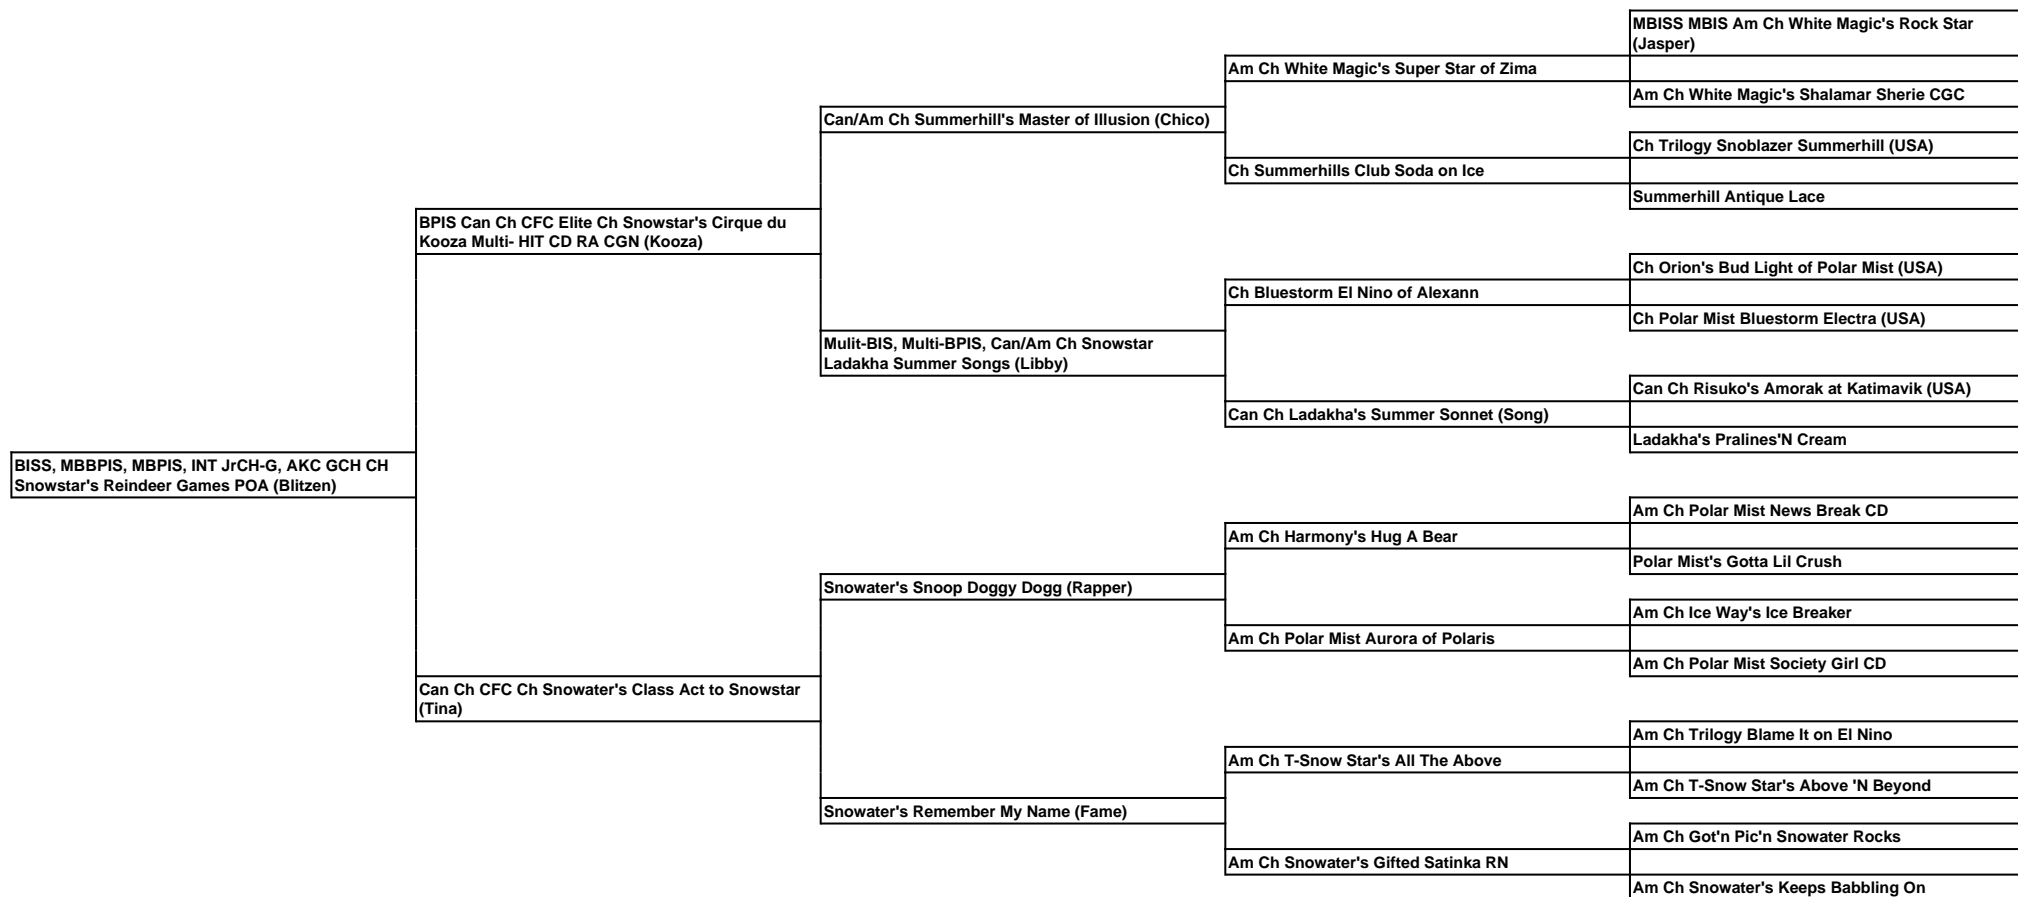 MBISS MBIS Am Ch White Magic's Rock Star
(Jasper)
Am Ch White Magic's Super Star of Zima
Am Ch White Magic's Shalamar Sherie CGC
Can/Am Ch Summerhill's Master of Illusion (Chico)
Ch Trilogy Snoblazer Summerhill (USA)
Ch Summerhills Club Soda on Ice
Summerhill Antique Lace
BPIS Can Ch CFC Elite Ch Snowstar's Cirque du
Kooza Multi- HIT CD RA CGN (Kooza)
Ch Orion's Bud Light of Polar Mist (USA)
Ch Bluestorm El Nino of Alexann
Ch Polar Mist Bluestorm Electra (USA)
Mulit-BIS, Multi-BPIS, Can/Am Ch Snowstar
Ladakha Summer Songs (Libby)
Can Ch Risuko's Amorak at Katimavik (USA)
Can Ch Ladakha's Summer Sonnet (Song)
Ladakha's Pralines'N Cream
BISS, MBBPIS, MBPIS, INT JrCH-G, AKC GCH CH
Snowstar's Reindeer Games POA (Blitzen)
Am Ch Polar Mist News Break CD
Am Ch Harmony's Hug A Bear
Polar Mist's Gotta Lil Crush
Snowater's Snoop Doggy Dogg (Rapper)
Am Ch Ice Way's Ice Breaker
Am Ch Polar Mist Aurora of Polaris
Am Ch Polar Mist Society Girl CD
Can Ch CFC Ch Snowater's Class Act to Snowstar
(Tina)
Am Ch Trilogy Blame It on El Nino
Am Ch T-Snow Star's All The Above
Am Ch T-Snow Star's Above 'N Beyond
Snowater's Remember My Name (Fame)
Am Ch Got'n Pic'n Snowater Rocks
Am Ch Snowater's Gifted Satinka RN
Am Ch Snowater's Keeps Babbling On